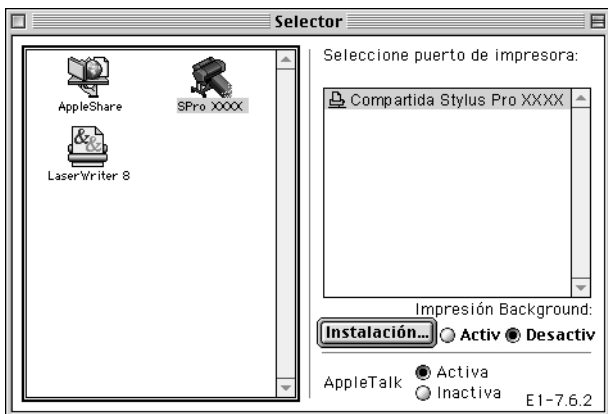 Selector
AppleShare
SPro XXXX
LaserWriter 8
Seleccione puerto de impresora:
Compartida Stylus Pro XXXX
Impresión Background:
Instalación... Activ Desactiv
AppleTalk Activa
Inactiva
E1-7.6.2